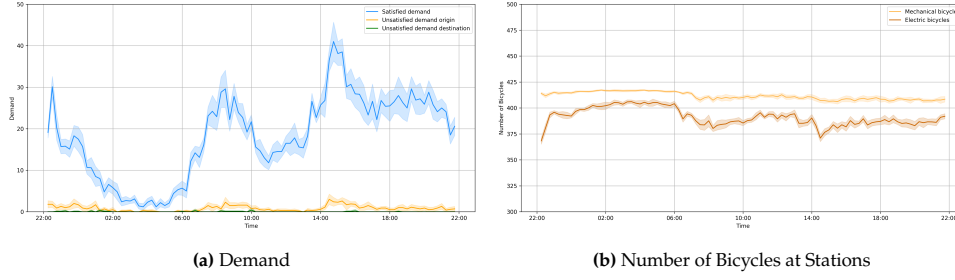 50
40
30
20
10
0
Demand
22:00 02:00 06:00 10:00 14:00 18:00 22:00
Time
Satisfied demand
Unsatisfied demand origin
Unsatisfied demand destination
(a) Demand
500
475
450
425
400
375
350
325
300
Number of Bicycles
22:00 02:00 06:00 10:00 14:00 18:00 22:00
Time
Mechanical bicycles
Electric bicycles
(b) Number of Bicycles at Stations